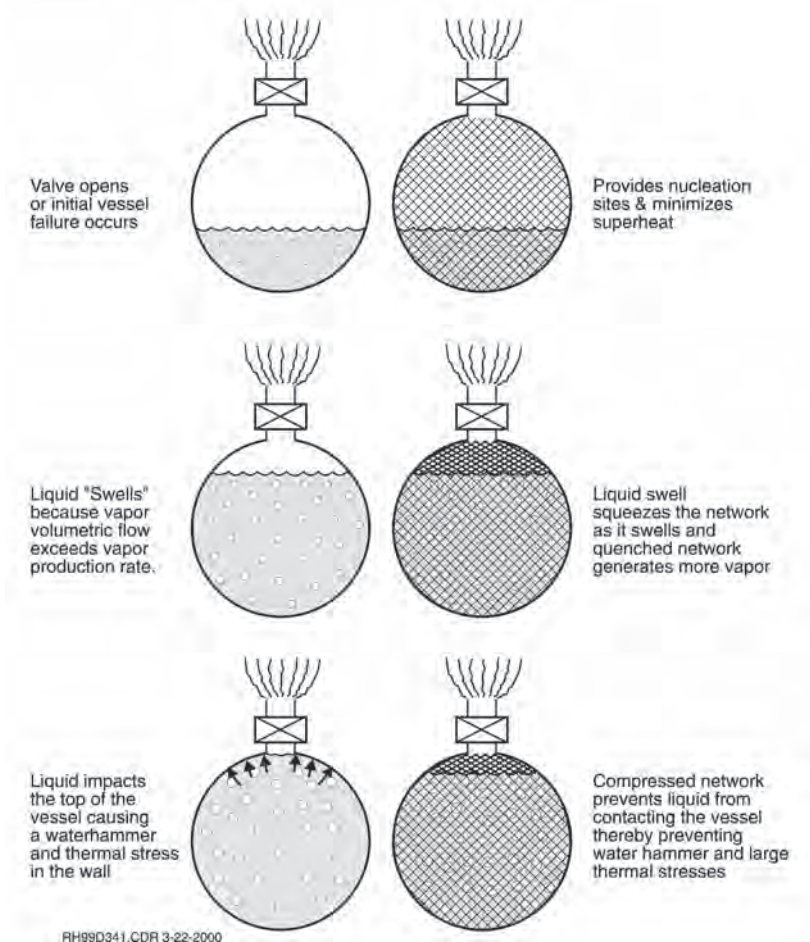 Valve opens
or initial vessel
failure occurs
Provides nucleation
sites & minimizes
superheat
Liquid "Swells"
because vapor
volumetric flow
exceeds vapor
production rate.
Liquid swell
squeezes the network
as it swells and
quenched network
generates more vapor
Liquid impacts
the top of the
vessel causing
a waterhammer
and thermal stress
in the wall
Compressed network
prevents liquid from
contacting the vessel
thereby preventing
water hammer and large
thermal stresses
RH99D341.CDR 3-22-2000